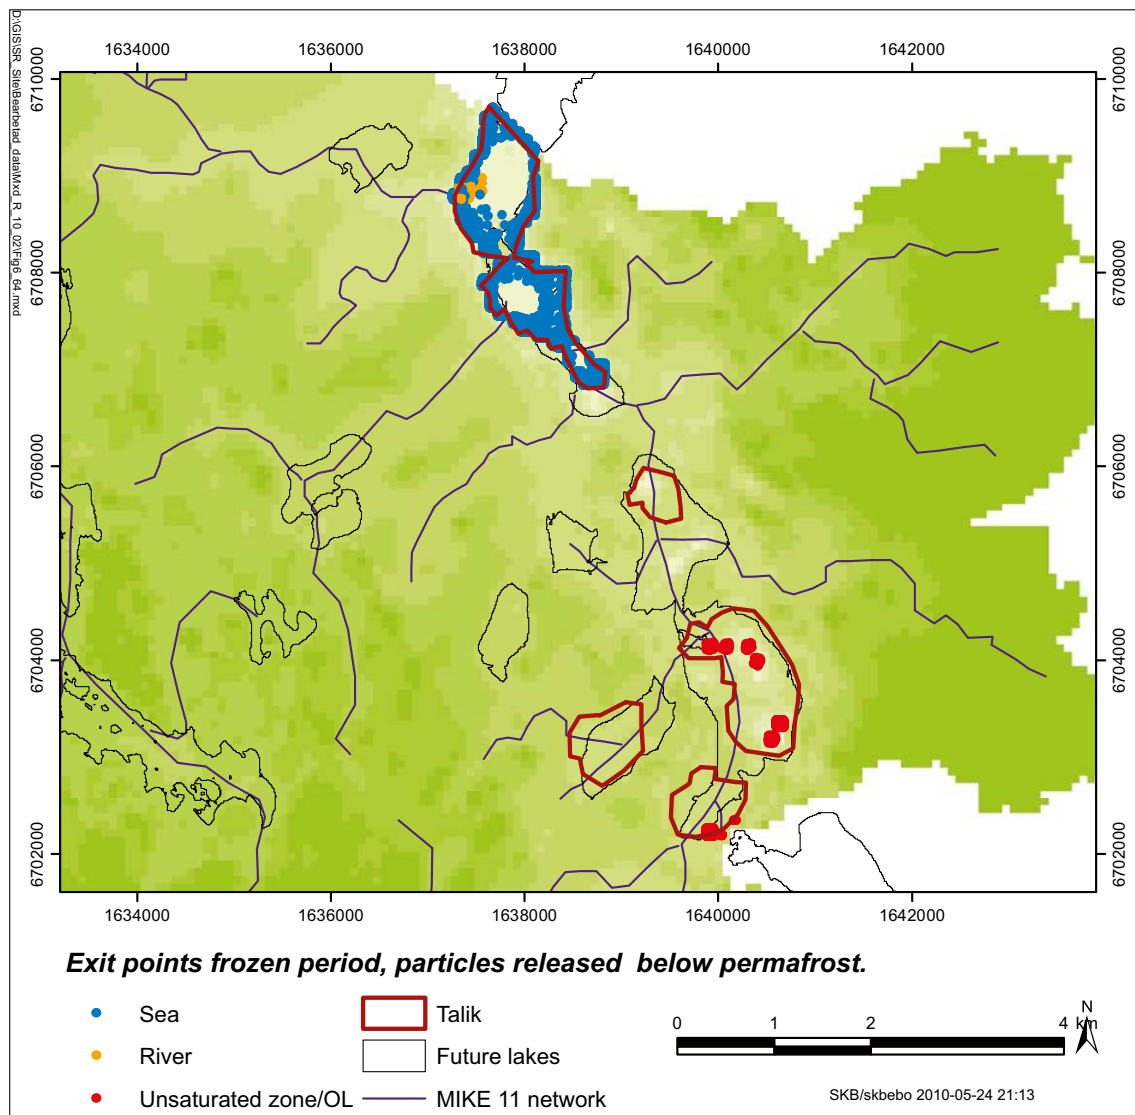 D:\GIS\SR_Site\Bearbetad_data\Mxd_R_10_02\Fig6_64.mxd
1634000 1636000 1638000 1640000 1642000
6710000 6710000
6708000 6708000
6706000 6706000
6704000 6704000
6702000 6702000
1634000 1636000 1638000 1640000 1642000
Exit points frozen period, particles released below permafrost.
Sea Talik
River Future lakes
Unsaturated zone/OL MIKE 11 network
0 1 2 4 km
N
SKB/skbebo 2010-05-24 21:13